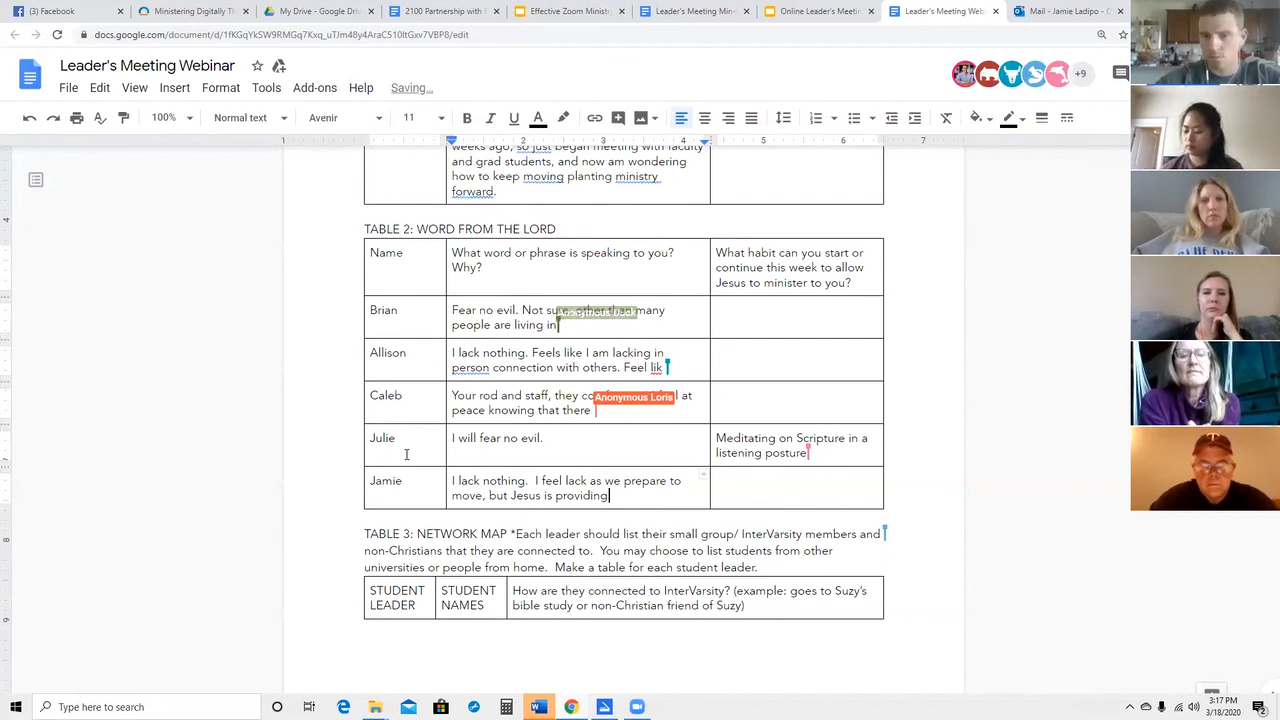 Facebook
Ministering Digitally Th
My Drive - Google Driv
2100 Partnership with E
Effective Zoom Ministry
Leader's Meeting Min
Online Leader's Meetin
Leader's Meeting Web
Mail - Jamie Ladipo -
docs.google.com/document/d/
Leader's Meeting Webinar
File Edit View Insert Format Tools Add-ons Help Saving...
+9
100% Normal text Avenir 11
1 2 3 4 5 6 7
weeks ago, so just began meeting with faculty
and grad students, and now am wondering
how to keep moving planting ministry
forward.
TABLE 2: WORD FROM THE LORD
Name
What word or phrase is speaking to you?
Why?
What habit can you start or
continue this week to allow
Jesus to minister to you?
Brian
Fear no evil. Not many
people are living in
Allison
I lack nothing. Feels like I am lacking in
person connection with others. Feel lik
Caleb
Your rod and staff, they at
Anonymous Loris
peace knowing that there
Julie
I will fear no evil.
Meditating on Scripture in a
listening posture
Jamie
I lack nothing. I feel lack as we prepare to
move, but Jesus is providing
TABLE 3: NETWORK MAP *Each leader should list their small group/ InterVarsity members and
non-Christians that they are connected to. You may choose to list students from other
universities or people from home. Make a table for each student leader.
STUDENT
LEADER
STUDENT
NAMES
How are they connected to InterVarsity? (example: goes to Suzy's
bible study or non-Christian friend of Suzy)
Type here to search
3:17 PM
3/18/2020